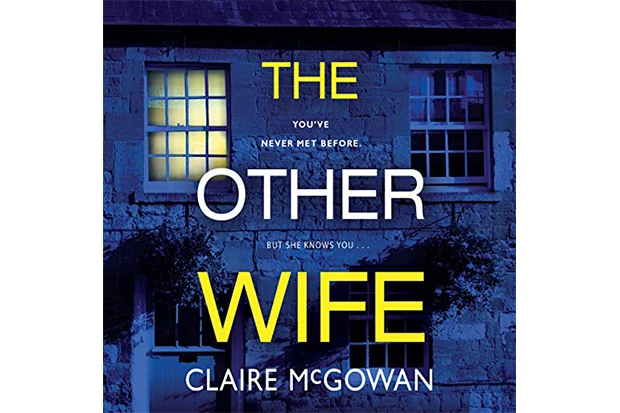 THE
YOU'VE
NEVER MET BEFORE.
OTHER
BUT SHE KNOWS YOU . . .
WIFE
CLAIRE McGOWAN